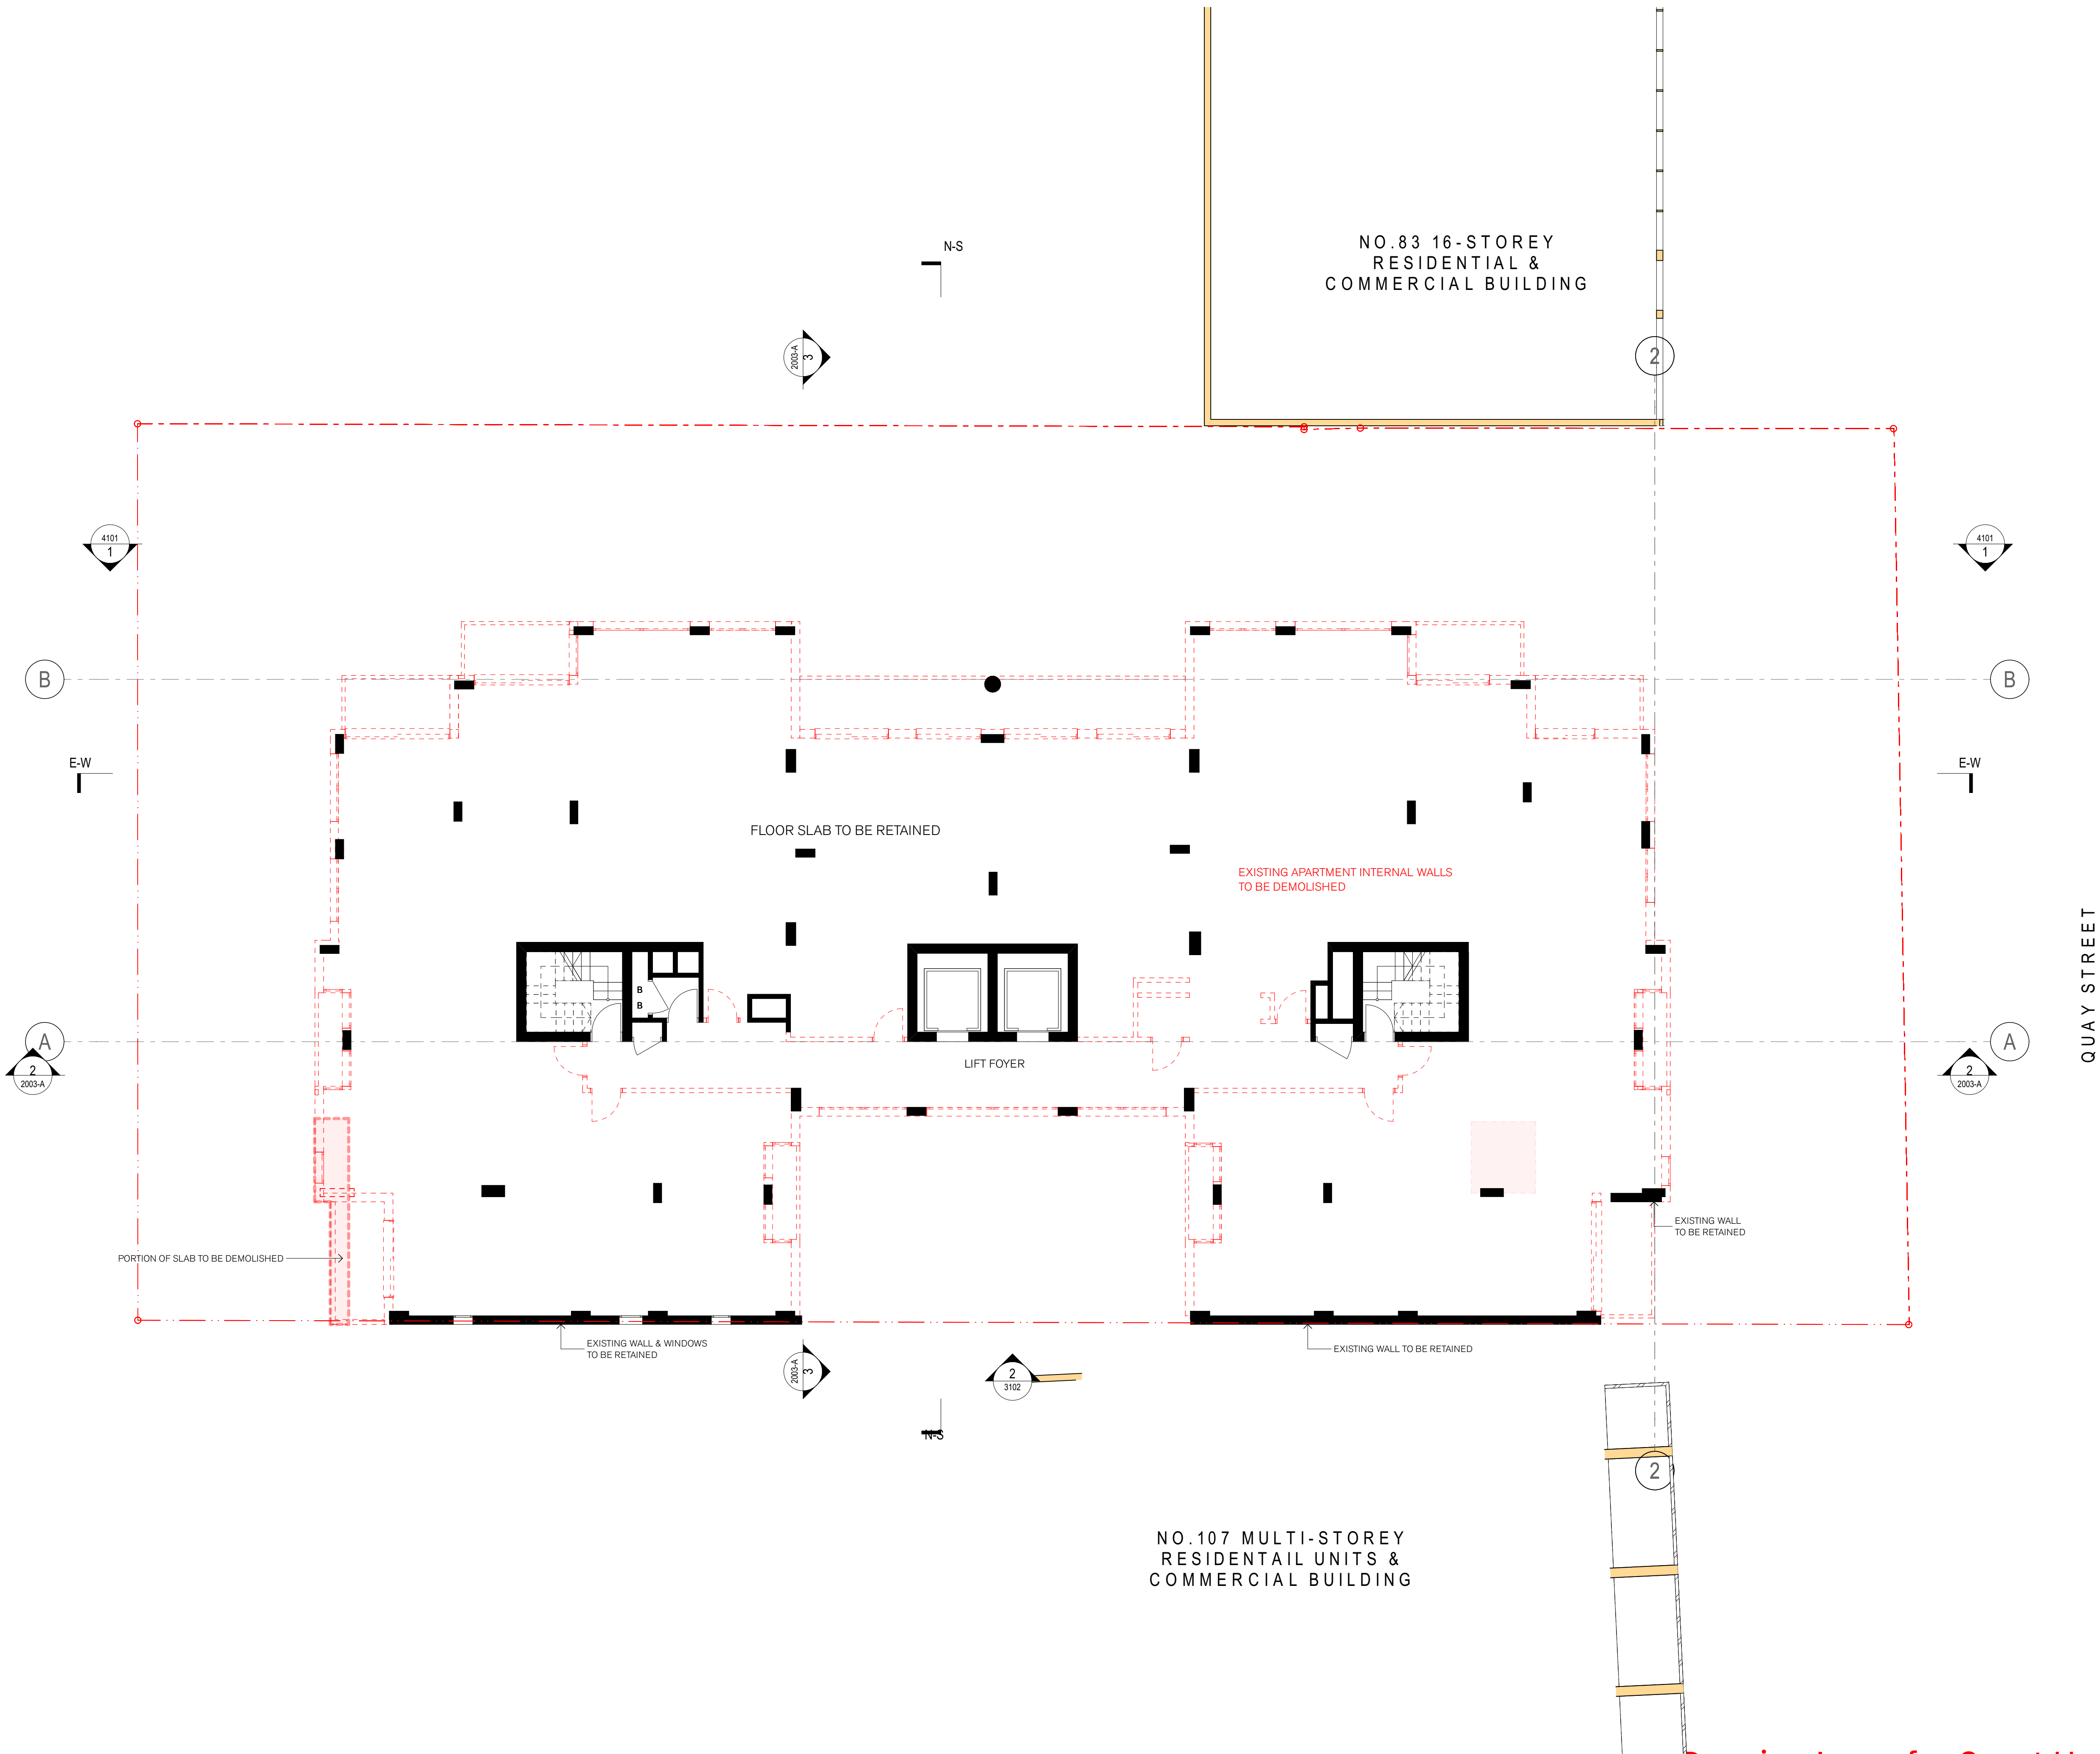 N-S
NO.83 16-STOREY
RESIDENTIAL &
COMMERCIAL BUILDING
2003-A
3
2
4101
1
4101
1
B
B
E-W
E-W
FLOOR SLAB TO BE RETAINED
EXISTING APARTMENT INTERNAL WALLS
TO BE DEMOLISHED
QUAY STREET
B
B
A
A
LIFT FOYER
2
2003-A
2
2003-A
EXISTING WALL
TO BE RETAINED
PORTION OF SLAB TO BE DEMOLISHED
EXISTING WALL & WINDOWS
TO BE RETAINED
EXISTING WALL TO BE RETAINED
2003-A
3
2
3102
N-S
2
NO.107 MULTI-STOREY
RESIDENTAIL UNITS &
COMMERCIAL BUILDING